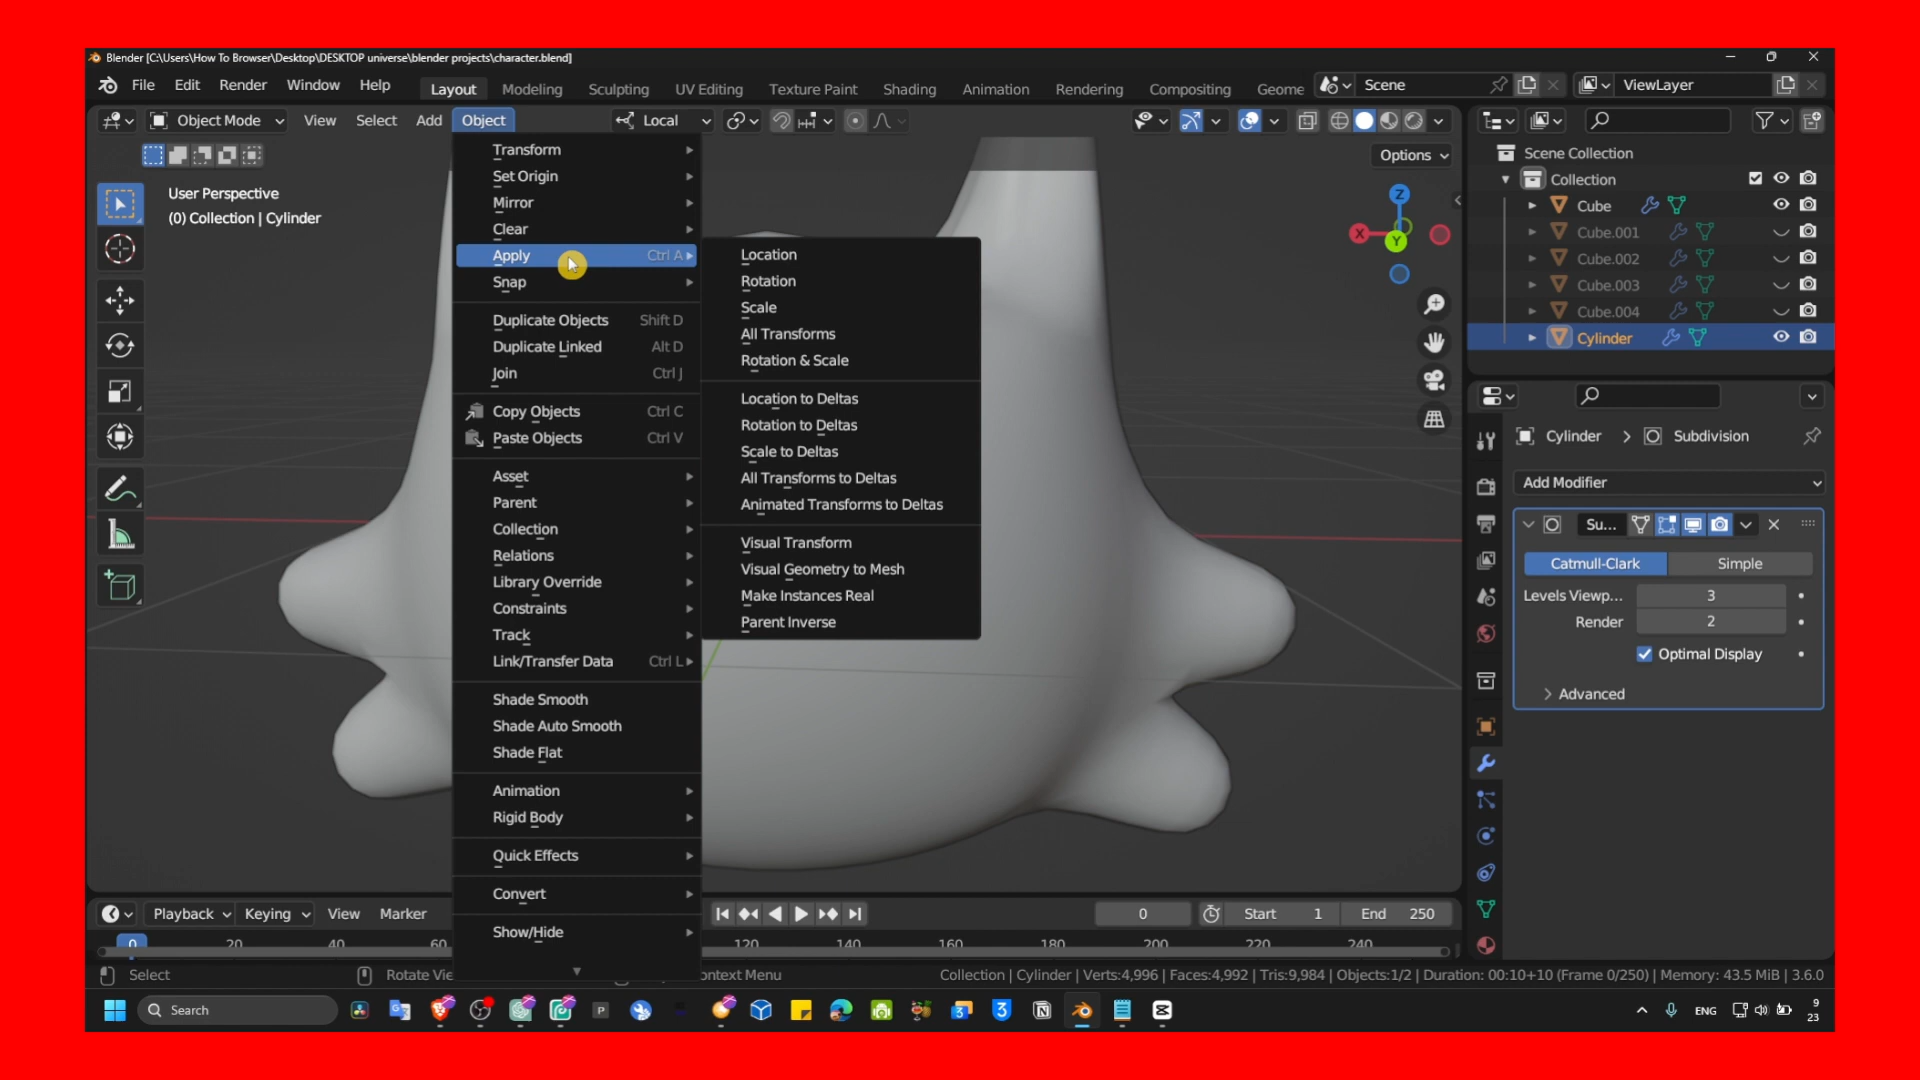 Blender [C:\Users\How To Browser\Desktop\DESKTOP universe\blender projects\character.blend]
File Edit Render Window Help Layout Modeling Sculpting UV Editing Texture Paint Shading Animation Rendering Compositing Geome Scene ViewLayer
Object Mode View Select Add Object Local
Options
User Perspective
(0) Collection | Cylinder
Z
X
Y
Transform
Set Origin
Mirror
Clear
Apply Ctrl A
Snap
Duplicate Objects Shift D
Duplicate Linked Alt D
Join Ctrl J
Copy Objects Ctrl C
Paste Objects Ctrl V
Asset
Parent
Collection
Relations
Library Override
Constraints
Track
Link/Transfer Data Ctrl L
Shade Smooth
Shade Auto Smooth
Shade Flat
Animation
Rigid Body
Quick Effects
Convert
Show/Hide
Location
Rotation
Scale
All Transforms
Rotation & Scale
Location to Deltas
Rotation to Deltas
Scale to Deltas
All Transforms to Deltas
Animated Transforms to Deltas
Visual Transform
Visual Geometry to Mesh
Make Instances Real
Parent Inverse
Scene Collection
Collection
Cube
Cube.001
Cube.002
Cube.003
Cube.004
Cylinder
Cylinder Subdivision
Add Modifier
Su...
Catmull-Clark Simple
Levels Viewp... 3
Render 2
Optimal Display
Advanced
Playback Keying View Marker 0 Start 1 End 250
0 20 40 60 120 140 160 180 200 220 240
Select Rotate Vie ontext Menu Collection | Cylinder | Verts:4,996 | Faces:4,992 | Tris:9,984 | Objects:1/2 | Duration: 00:10+10 (Frame 0/250) | Memory: 43.5 MiB | 3.6.0
Search P 3 ENG 9
23